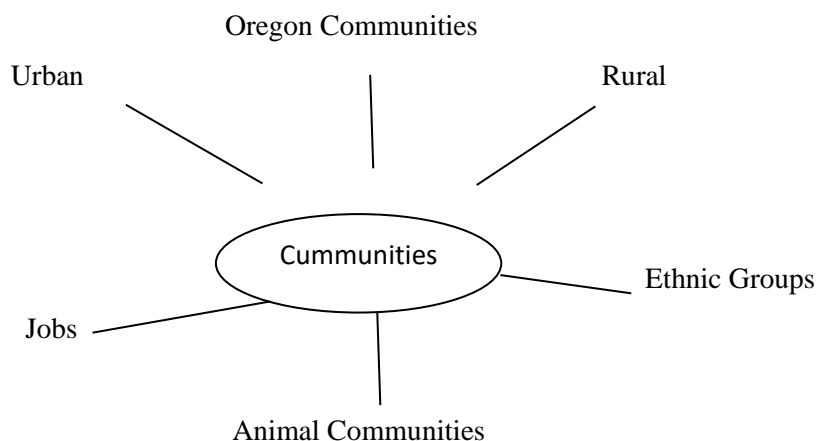 Oregon Communities
Urban
Rural
Cummunities
Ethnic Groups
Jobs
Animal Communities